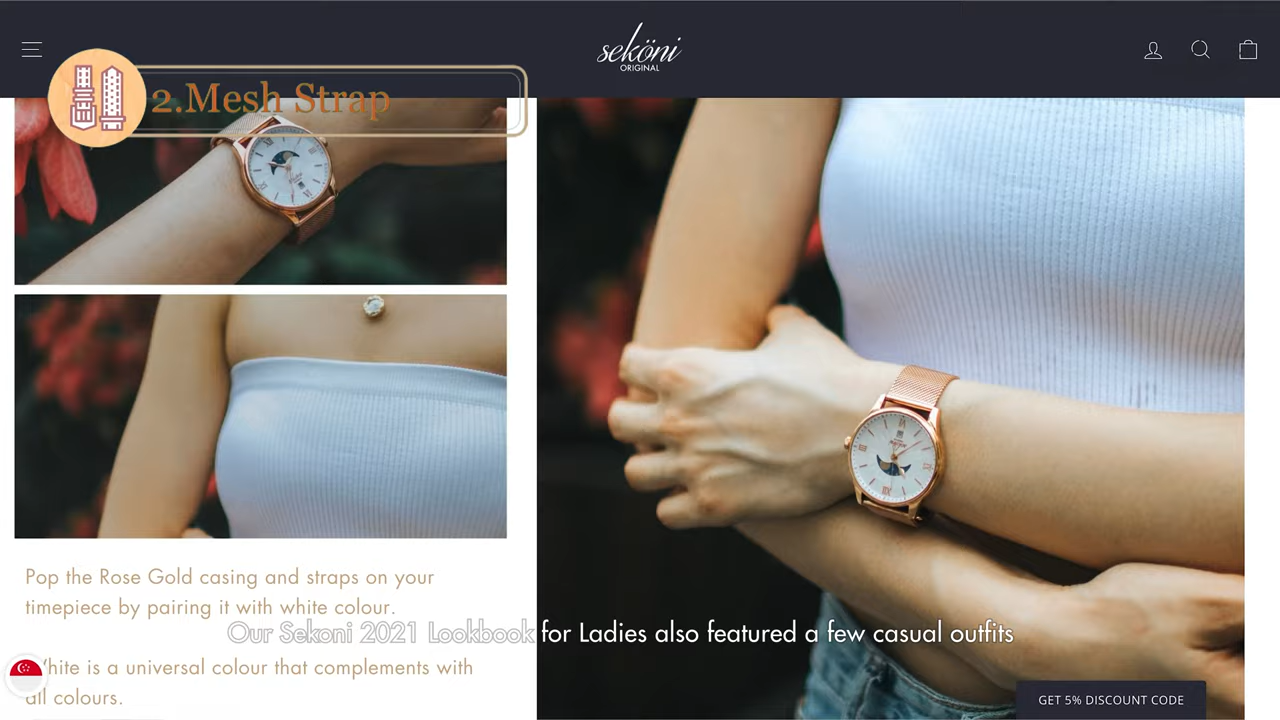 seköni
ORIGINAL
2.Mesh Strap
Pop the Rose Gold casing and straps on your
timepiece by pairing it with white colour.
Our Sekoni 2021 Lookbook for Ladies also featured a few casual outfits
White is a universal colour that complements with
all colours.
GET 5% DISCOUNT CODE